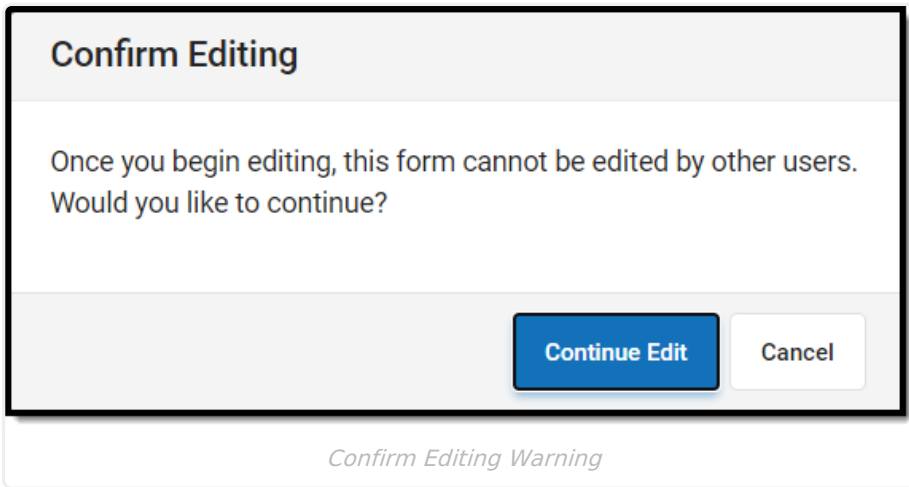 Confirm Editing
Once you begin editing, this form cannot be edited by other users.
Would you like to continue?
Continue Edit
Cancel
Confirm Editing Warning